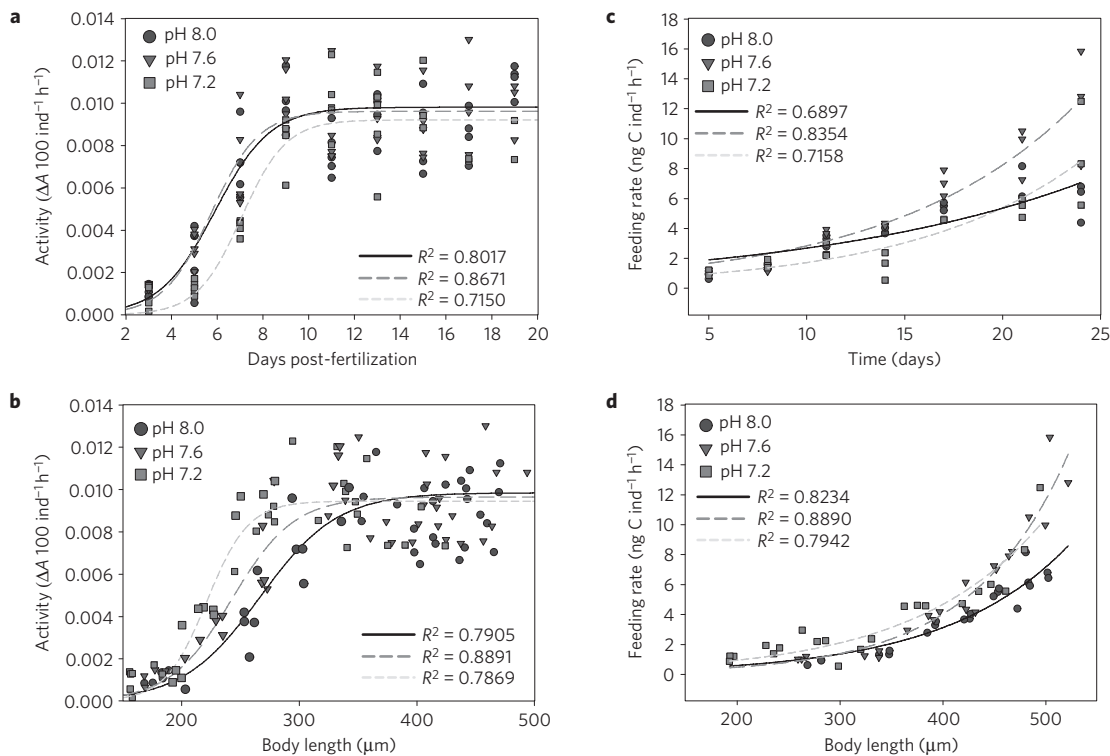 a
Activity (ΔA 100 ind⁻¹ h⁻¹)
0.014
0.012
0.010
0.008
0.006
0.004
0.002
0.000
pH 8.0
pH 7.6
pH 7.2
R² = 0.8017
R² = 0.8671
R² = 0.7150
2 4 6 8 10 12 14 16 18 20
Days post-fertilization
c
Feeding rate (ng C ind⁻¹ h⁻¹)
18
16
14
12
10
8
6
4
2
0
pH 8.0
pH 7.6
pH 7.2
R² = 0.6897
R² = 0.8354
R² = 0.7158
5 10 15 20 25
Time (days)
b
Activity (ΔA 100 ind⁻¹ h⁻¹)
0.014
0.012
0.010
0.008
0.006
0.004
0.002
0.000
pH 8.0
pH 7.6
pH 7.2
R² = 0.7905
R² = 0.8891
R² = 0.7869
200 300 400 500
Body length (μm)
d
Feeding rate (ng C ind⁻¹ h⁻¹)
18
16
14
12
10
8
6
4
2
0
pH 8.0
pH 7.6
pH 7.2
R² = 0.8234
R² = 0.8890
R² = 0.7942
200 300 400 500
Body length (μm)